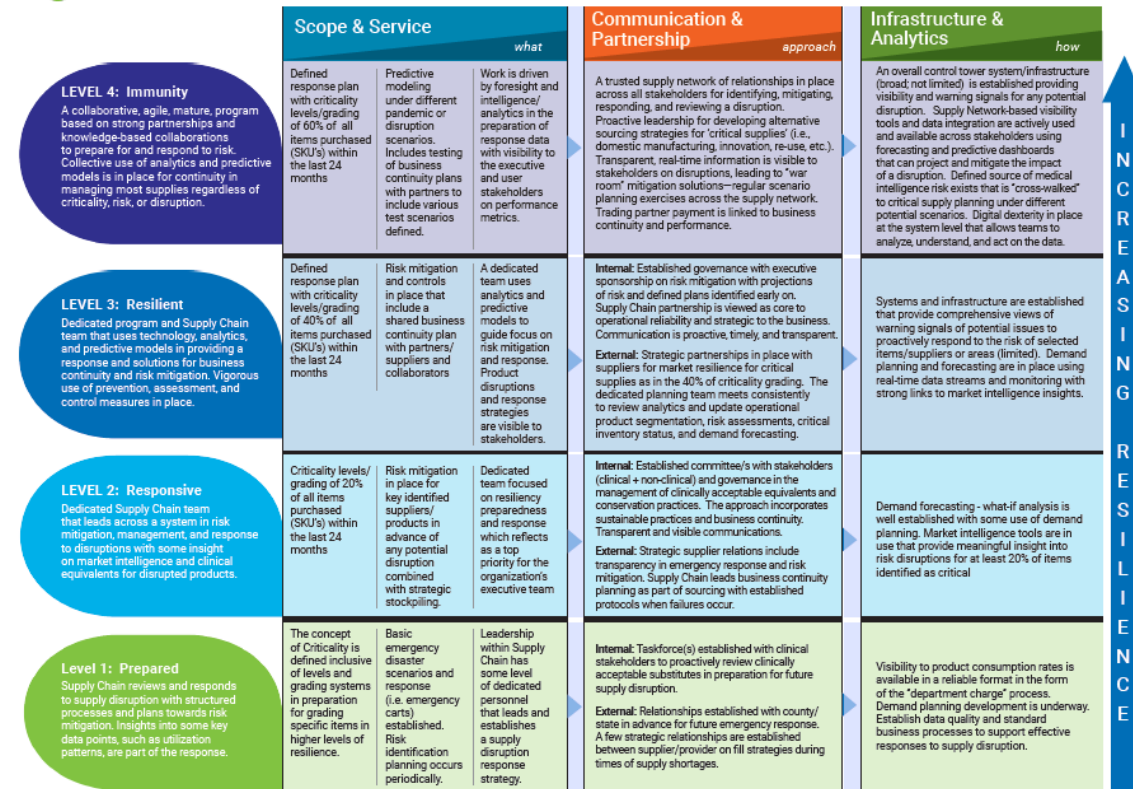 Scope & Service
what
Communication &
Partnership
approach
Infrastructure &
Analytics
how
LEVEL 4: Immunity
A collaborative, agile, mature, program
based on strong partnerships and
knowledge-based collaborations
to prepare for and respond to risk.
Collective use of analytics and predictive
models is in place for continuity in
managing most supplies regardless of
criticality, risk, or disruption.
Defined
response plan
with criticality
levels/grading
of 60% of all
items purchased
(SKU's) within
the last 24
months
Predictive
modeling
under different
pandemic or
disruption
scenarios.
Includes testing
of business
continuity plans
with partners to
include various
test scenarios
defined.
Work is driven
by foresight and
intelligence/
analytics in the
preparation of
response data
with visibility to
the executive
and user
stakeholders
on performance
metrics.
A trusted supply network of relationships in place
across all stakeholders for identifying, mitigating,
responding, and reviewing a disruption.
Proactive leadership for developing alternative
sourcing strategies for 'critical supplies' (i.e.,
domestic manufacturing, innovation, re-use, etc.).
Transparent, real-time information is visible to
stakeholders on disruptions, leading to "war
room" mitigation solutions—regular scenario
planning exercises across the supply network.
Trading partner payment is linked to business
continuity and performance.
An overall control tower system/infrastructure
(broad; not limited) is established providing
visibility and warning signals for any potential
disruption. Supply Network-based visibility
tools and data integration are actively used
and available across stakeholders using
forecasting and predictive dashboards
that can project and mitigate the impact
of a disruption. Defined source of medical
intelligence risk exists that is "cross-walked"
to critical supply planning under different
potential scenarios. Digital dexterity in place
at the system level that allows teams to
analyze, understand, and act on the data.
LEVEL 3: Resilient
Dedicated program and Supply Chain
team that uses technology, analytics,
and predictive models in providing a
response and solutions for business
continuity and risk mitigation. Vigorous
use of prevention, assessment, and
control measures in place.
Defined
response plan
with criticality
levels/grading
of 40% of all
items purchased
(SKU's) within
the last 24
months
Risk mitigation
and controls
in place that
include a
shared business
continuity plan
with partners/
suppliers and
collaborators
A dedicated
team uses
analytics and
predictive
models to
guide focus on
risk mitigation
and response.
Product
disruptions
and response
strategies
are visible to
stakeholders.
Internal: Established governance with executive
sponsorship on risk mitigation with projections
of risk and defined plans identified early on.
Supply Chain partnership is viewed as core to
operational reliability and strategic to the business.
Communication is proactive, timely, and transparent.
External: Strategic partnerships in place with
suppliers for market resilience for critical
supplies as in the 40% of criticality grading. The
dedicated planning team meets consistently
to review analytics and update operational
product segmentation, risk assessments, critical
inventory status, and demand forecasting.
Systems and infrastructure are established
that provide comprehensive views of
warning signals of potential issues to
proactively respond to the risk of selected
items/suppliers or areas (limited). Demand
planning and forecasting are in place using
real-time data streams and monitoring with
strong links to market intelligence insights.
LEVEL 2: Responsive
Dedicated Supply Chain team
that leads across a system in risk
mitigation, management, and response
to disruptions with some insight
on market intelligence and clinical
equivalents for disrupted products.
Criticality levels/
grading of 20%
of all items
purchased
(SKU's) within
the last 24
months
Risk mitigation
in place for
key identified
suppliers/
products in
advance of
any potential
disruption
combined
with strategic
stockpiling.
Dedicated
team focused
on resiliency
preparedness
and response
which reflects
as a top
priority for the
organization's
executive team
Internal: Established committee/s with stakeholders
(clinical + non-clinical) and governance in the
management of clinically acceptable equivalents and
conservation practices. The approach incorporates
sustainable practices and business continuity.
Transparent and visible communications.
External: Strategic supplier relations include
transparency in emergency response and risk
mitigation. Supply Chain leads business continuity
planning as part of sourcing with established
protocols when failures occur.
Demand forecasting - what-if analysis is
well established with some use of demand
planning. Market intelligence tools are in
use that provide meaningful insight into
risk disruptions for at least 20% of items
identified as critical
Level 1: Prepared
Supply Chain reviews and responds
to supply disruption with structured
processes and plans towards risk
mitigation. Insights into some key
data points, such as utilization
patterns, are part of the response.
The concept
of Criticality is
defined inclusive
of levels and
grading systems
in preparation
for grading
specific items in
higher levels of
resilience.
Basic
emergency
disaster
scenarios and
response
(i.e. emergency
carts)
established.
Risk
identification
planning occurs
periodically.
Leadership
within Supply
Chain has
some level
of dedicated
personnel
that leads and
establishes
a supply
disruption
response
strategy.
Internal: Taskforce(s) established with clinical
stakeholders to proactively review clinically
acceptable substitutes in preparation for future
supply disruption.
External: Relationships established with county/
state in advance for future emergency response.
A few strategic relationships are established
between supplier/provider on fill strategies during
times of supply shortages.
Visibility to product consumption rates is
available in a reliable format in the form
of the "department charge" process.
Demand planning development is underway.
Establish data quality and standard
business processes to support effective
responses to supply disruption.
INCREASING RESILIENCE